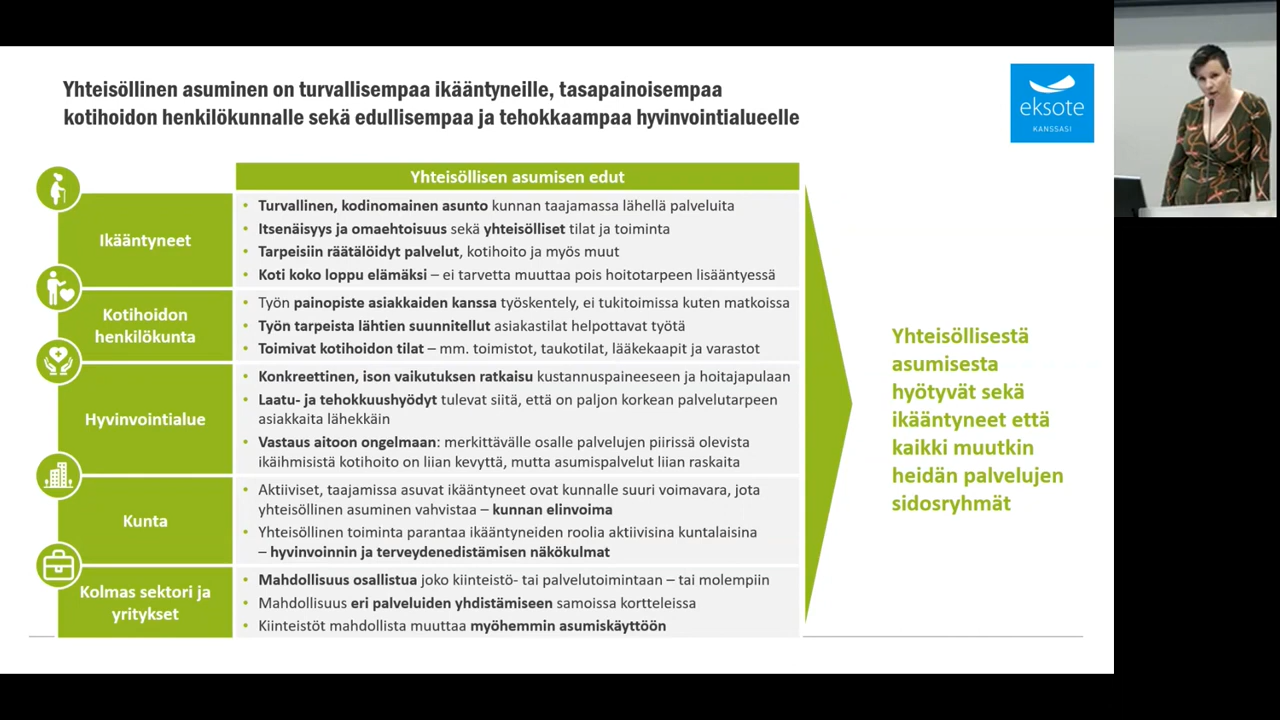 Yhteisöllinen asuminen on turvallisempaa ikääntyneille, tasapainoisempaa
kotihoidon henkilökunnalle sekä edullisempaa ja tehokkaampaa hyvinvointialueelle
eksote
KANSSASI
Yhteisöllisen asumisen edut
Ikääntyneet
• Turvallinen, kodinomainen asunto kunnan taajamassa lähellä palveluita
• Itsenäisyys ja omaehtoisuus sekä yhteisölliset tilat ja toiminta
• Tarpeisiin räätälöidyt palvelut, kotihoito ja myös muut
• Koti koko loppu elämäksi – ei tarvetta muuttaa pois hoitotarpeen lisääntyessä
Kotihoidon
henkilökunta
• Työn painopiste asiakkaiden kanssa työskentely, ei tukitoimissa kuten matkoissa
• Työn tarpeista lähtien suunnitellut asiakastilat helpottavat työtä
• Toimivat kotihoidon tilat – mm. toimistot, taukotilat, lääkekaapit ja varastot
Hyvinvointialue
• Konkreettinen, ison vaikutuksen ratkaisu kustannuspaineeseen ja hoitajapulaan
• Laatu- ja tehokkuushyödyt tulevat siitä, että on paljon korkean palvelutarpeen
asiakkaita lähekkäin
• Vastaus aitoon ongelmaan: merkittävälle osalle palvelujen piirissä olevista
ikäihmisistä kotihoito on liian kevyttä, mutta asumispalvelut liian raskaita
Kunta
• Aktiiviset, taajamissa asuvat ikääntyneet ovat kunnalle suuri voimavara, jota
yhteisöllinen asuminen vahvistaa – kunnan elinvoima
• Yhteisöllinen toiminta parantaa ikääntyneiden roolia aktiivisina kuntalaisina
– hyvinvoinnin ja terveydenedistämisen näkökulmat
Kolmas sektori ja
yritykset
• Mahdollisuus osallistua joko kiinteistö- tai palvelutoimintaan – tai molempiin
• Mahdollisuus eri palveluiden yhdistämiseen samoissa kortteleissa
• Kiinteistöt mahdollista muuttaa myöhemmin asumiskäyttöön
Yhteisöllisestä
asumisesta
hyötyvät sekä
ikääntyneet että
kaikki muutkin
heidän palvelujen
sidosryhmät